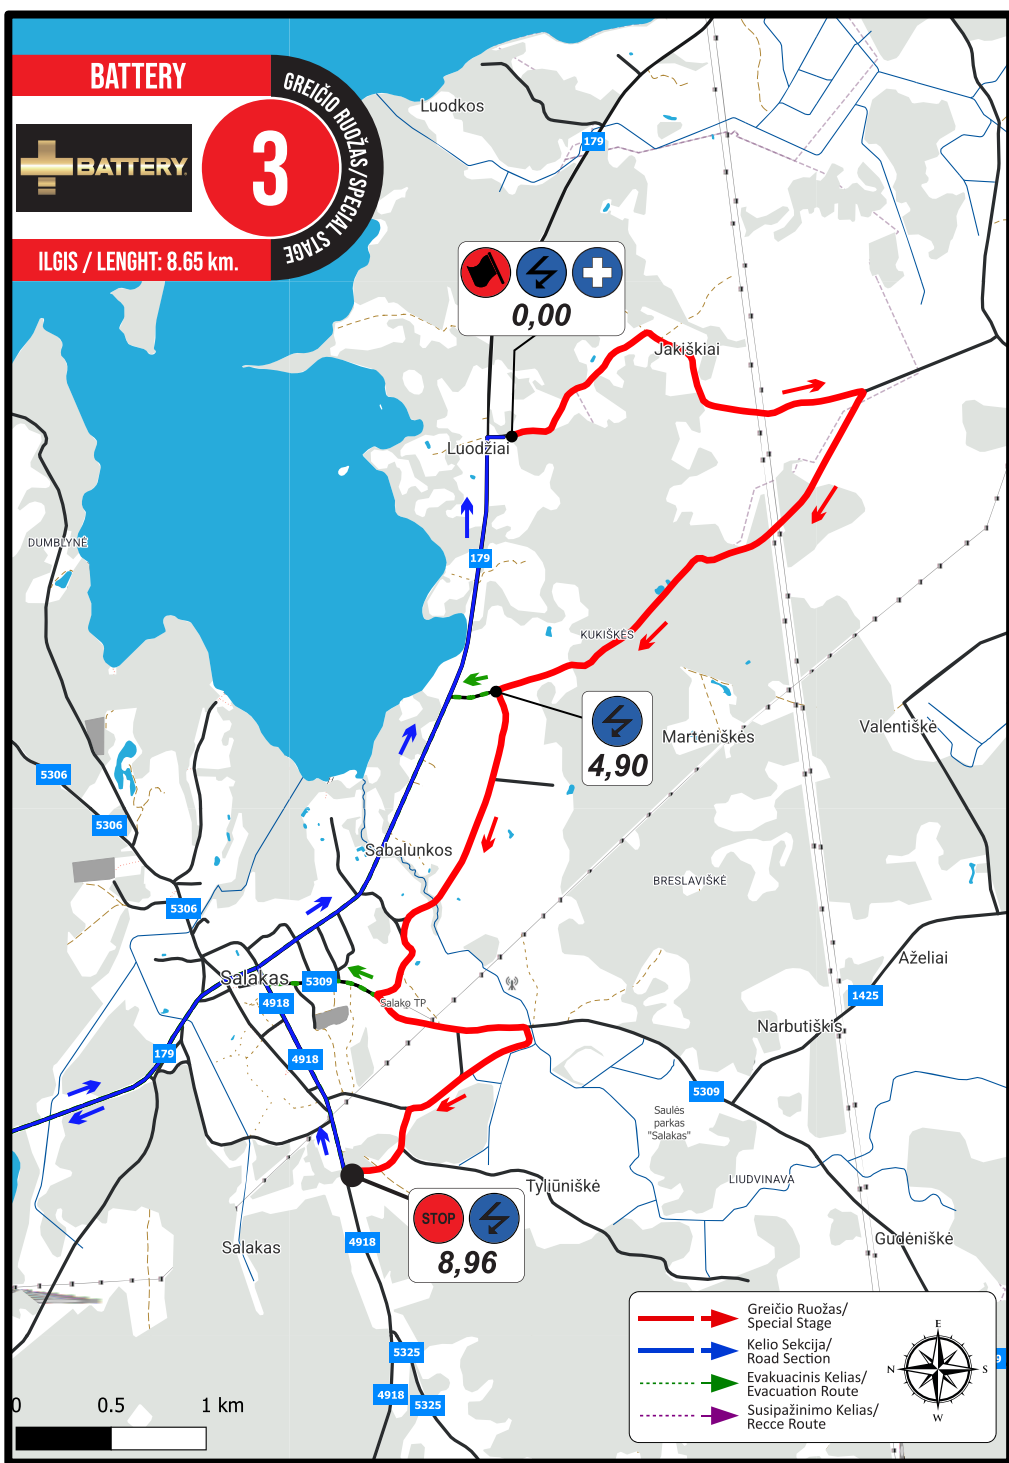 BATTERY
GREIČIO RUOŽAS/SPECIAL STAGE
BATTERY.
3
ILGIS / LENGHT: 8.65 km.
Luodkos
179
0,00
Jakiškiai
Luodžiai
DUMBLYNĖ
179
KUKIŠKĖS
4,90
Martėniškės
Valentiškė
5306
5306
Sabalunkos
BRESLAVIŠKĖ
5306
Aželiai
Salakas
5309
4918
Salako TP
1425
Narbutiškis
179
4918
5309
Saulės
parkas
"Salakas"
LIUDVINAVA
Tyliūniškė
STOP
8,96
4918
Salakas
Gudėniškė
5325
4918
5325
0 0.5 1 km
Greičio Ruožas/
Special Stage
Kelio Sekcija/
Road Section
Evakuacinis Kelias/
Evacuation Route
Susipažinimo Kelias/
Recce Route
E
N S
W
9